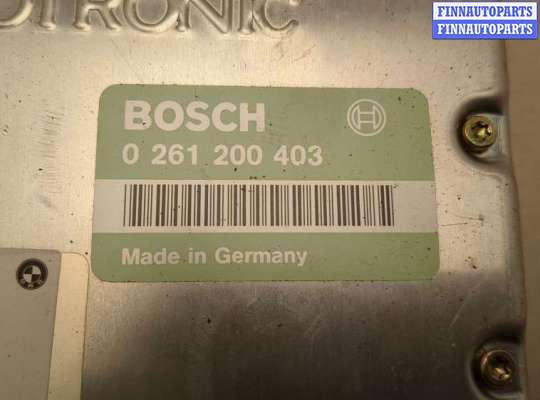 FINNAUTOPARTS
FINNAUTOPARTS
BOSCH
0 261 200 403
Made in Germany